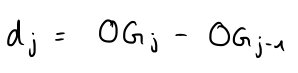 d_j = OG_j - OG_{j-1}